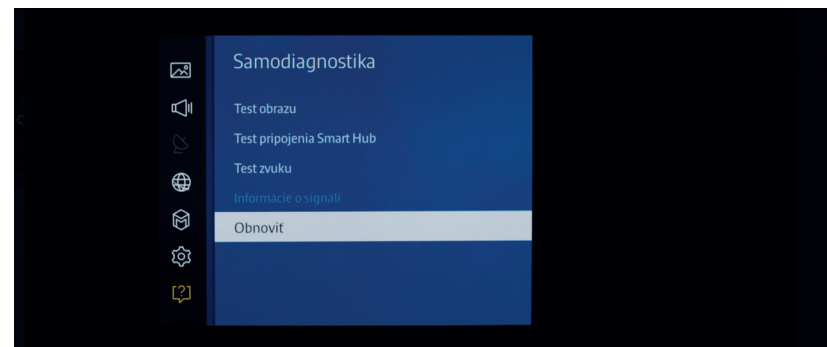 Samodiagnostika
Test obrazu
Test pripojenia Smart Hub
Test zvuku
Informácie o signáli
Obnoviť